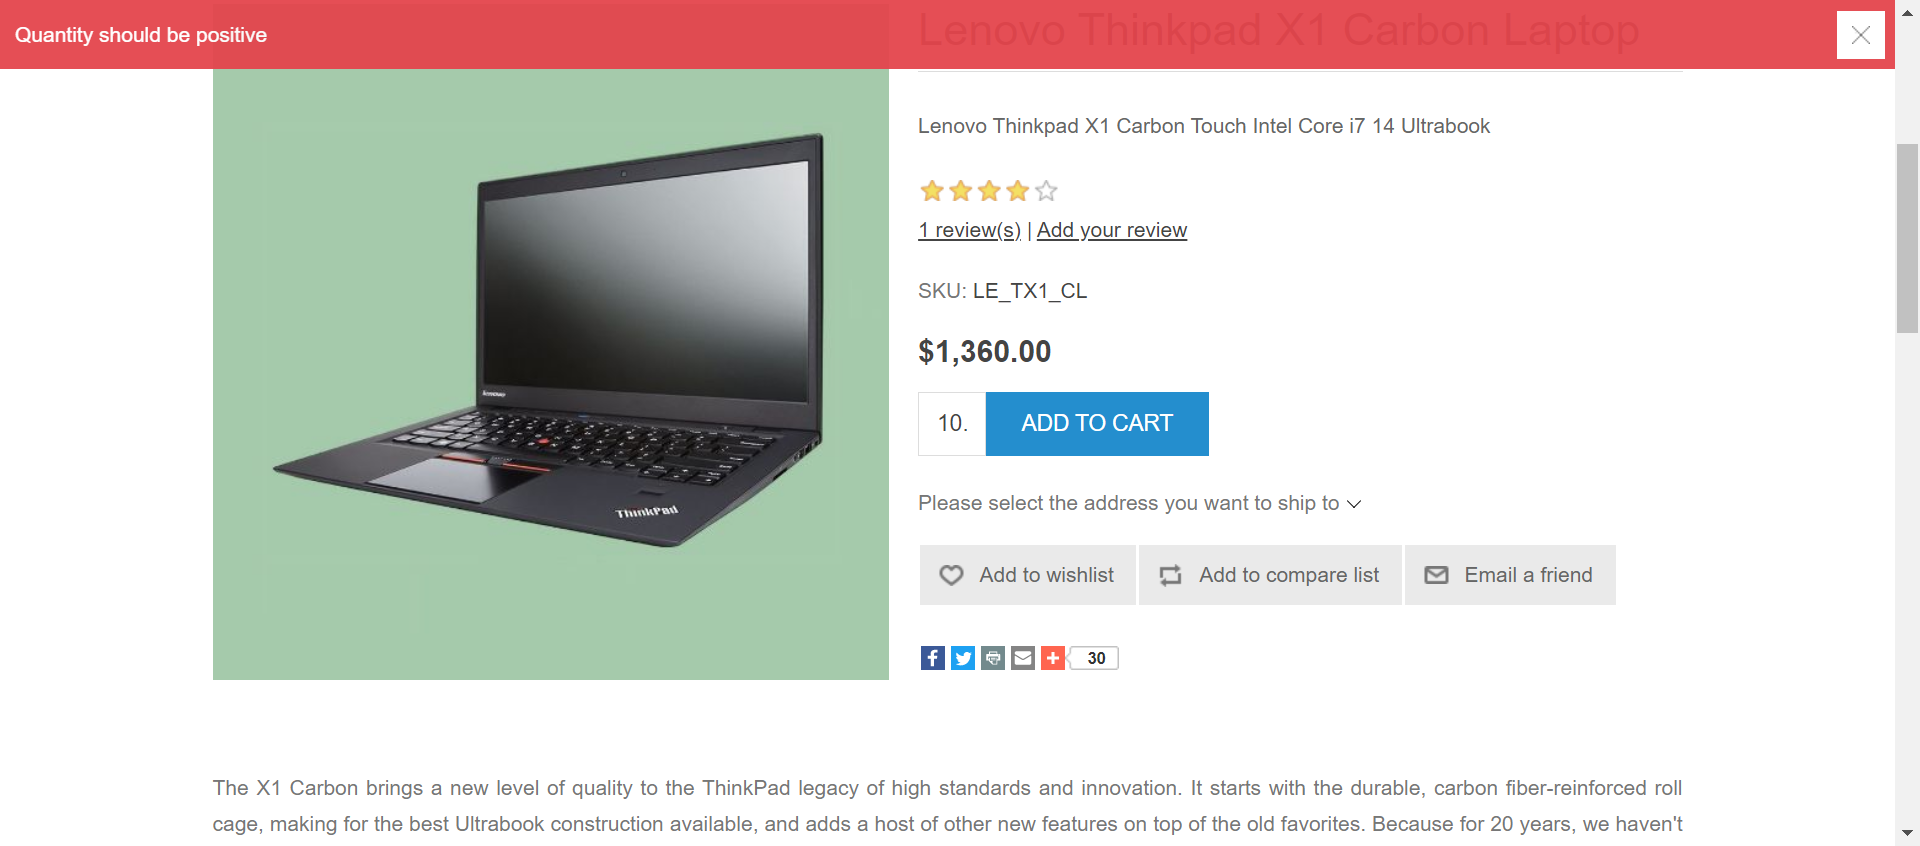 Quantity should be positive
Lenovo Thinkpad X1 Carbon Laptop
Lenovo Thinkpad X1 Carbon Touch Intel Core i7 14 Ultrabook
1 review(s) | Add your review
SKU: LE_TX1_CL
$1,360.00
10. ADD TO CART
Please select the address you want to ship to
Add to wishlist Add to compare list Email a friend
30
lenovo
ThinkPad
The X1 Carbon brings a new level of quality to the ThinkPad legacy of high standards and innovation. It starts with the durable, carbon fiber-reinforced roll
cage, making for the best Ultrabook construction available, and adds a host of other new features on top of the old favorites. Because for 20 years, we haven't